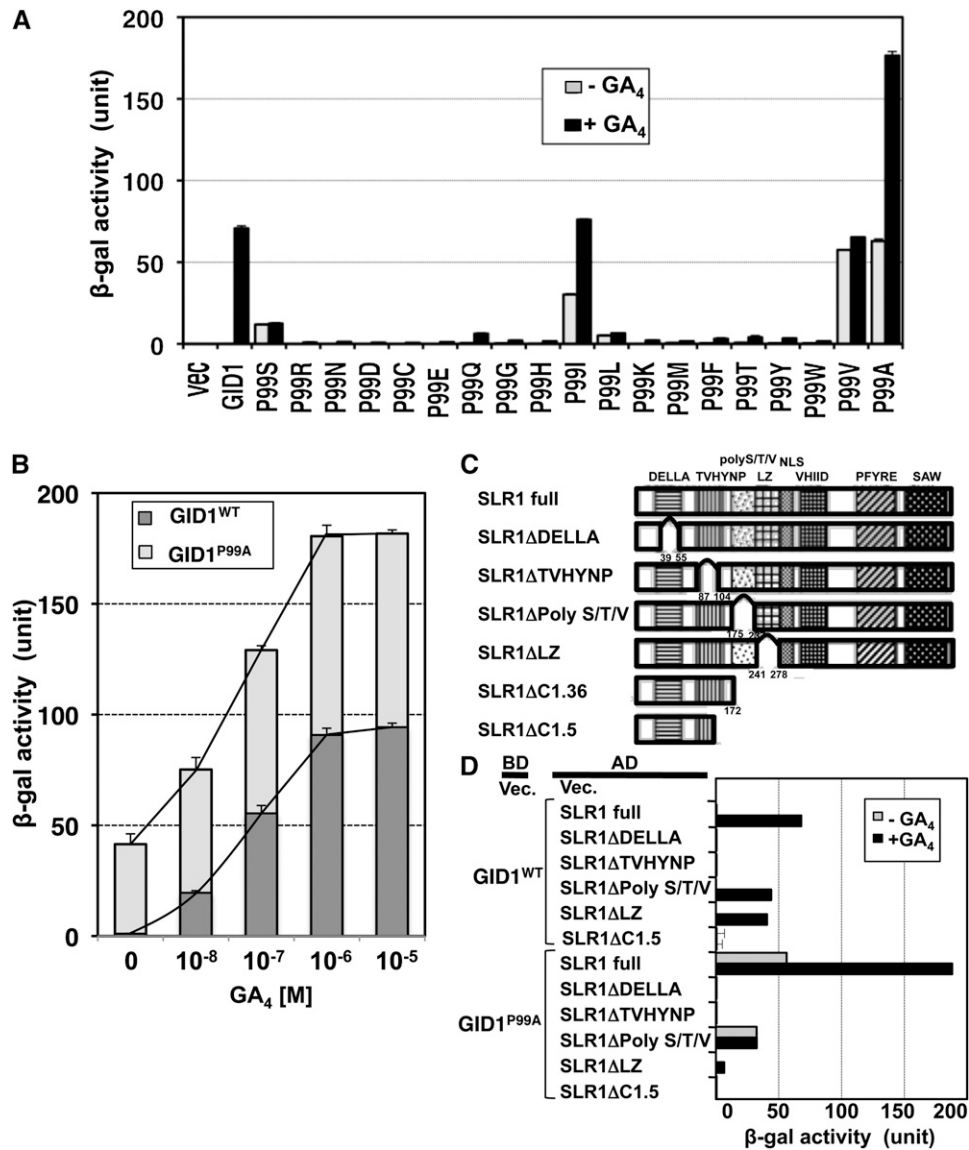 A
200
150
100
50
0
β-gal activity (unit)
- GA4
+ GA4
vec
GID1
P99S
P99R
P99N
P99D
P99C
P99E
P99Q
P99G
P99H
P99I
P99L
P99K
P99M
P99F
P99T
P99Y
P99W
P99V
P99A
B
200
150
100
50
0
β-gal activity (unit)
GID1WT
GID1P99A
0 10-8 10-7 10-6 10-5
GA4 [M]
C
polyS/T/V NLS
DELLA TVHYNP LZ VHIID PFYRE SAW
SLR1 full
SLR1ΔDELLA
39 55
SLR1ΔTVHYNP
87 104
SLR1ΔPoly S/T/V
175
SLR1ΔLZ
241 278
SLR1ΔC1.36
172
SLR1ΔC1.5
D
BD AD
Vec. Vec.
GID1WT
SLR1 full
SLR1ΔDELLA
SLR1ΔTVHYNP
SLR1ΔPoly S/T/V
SLR1ΔLZ
SLR1ΔC1.5
GID1P99A
SLR1 full
SLR1ΔDELLA
SLR1ΔTVHYNP
SLR1ΔPoly S/T/V
SLR1ΔLZ
SLR1ΔC1.5
- GA4
+GA4
0 50 100 150 200
β-gal activity (unit)